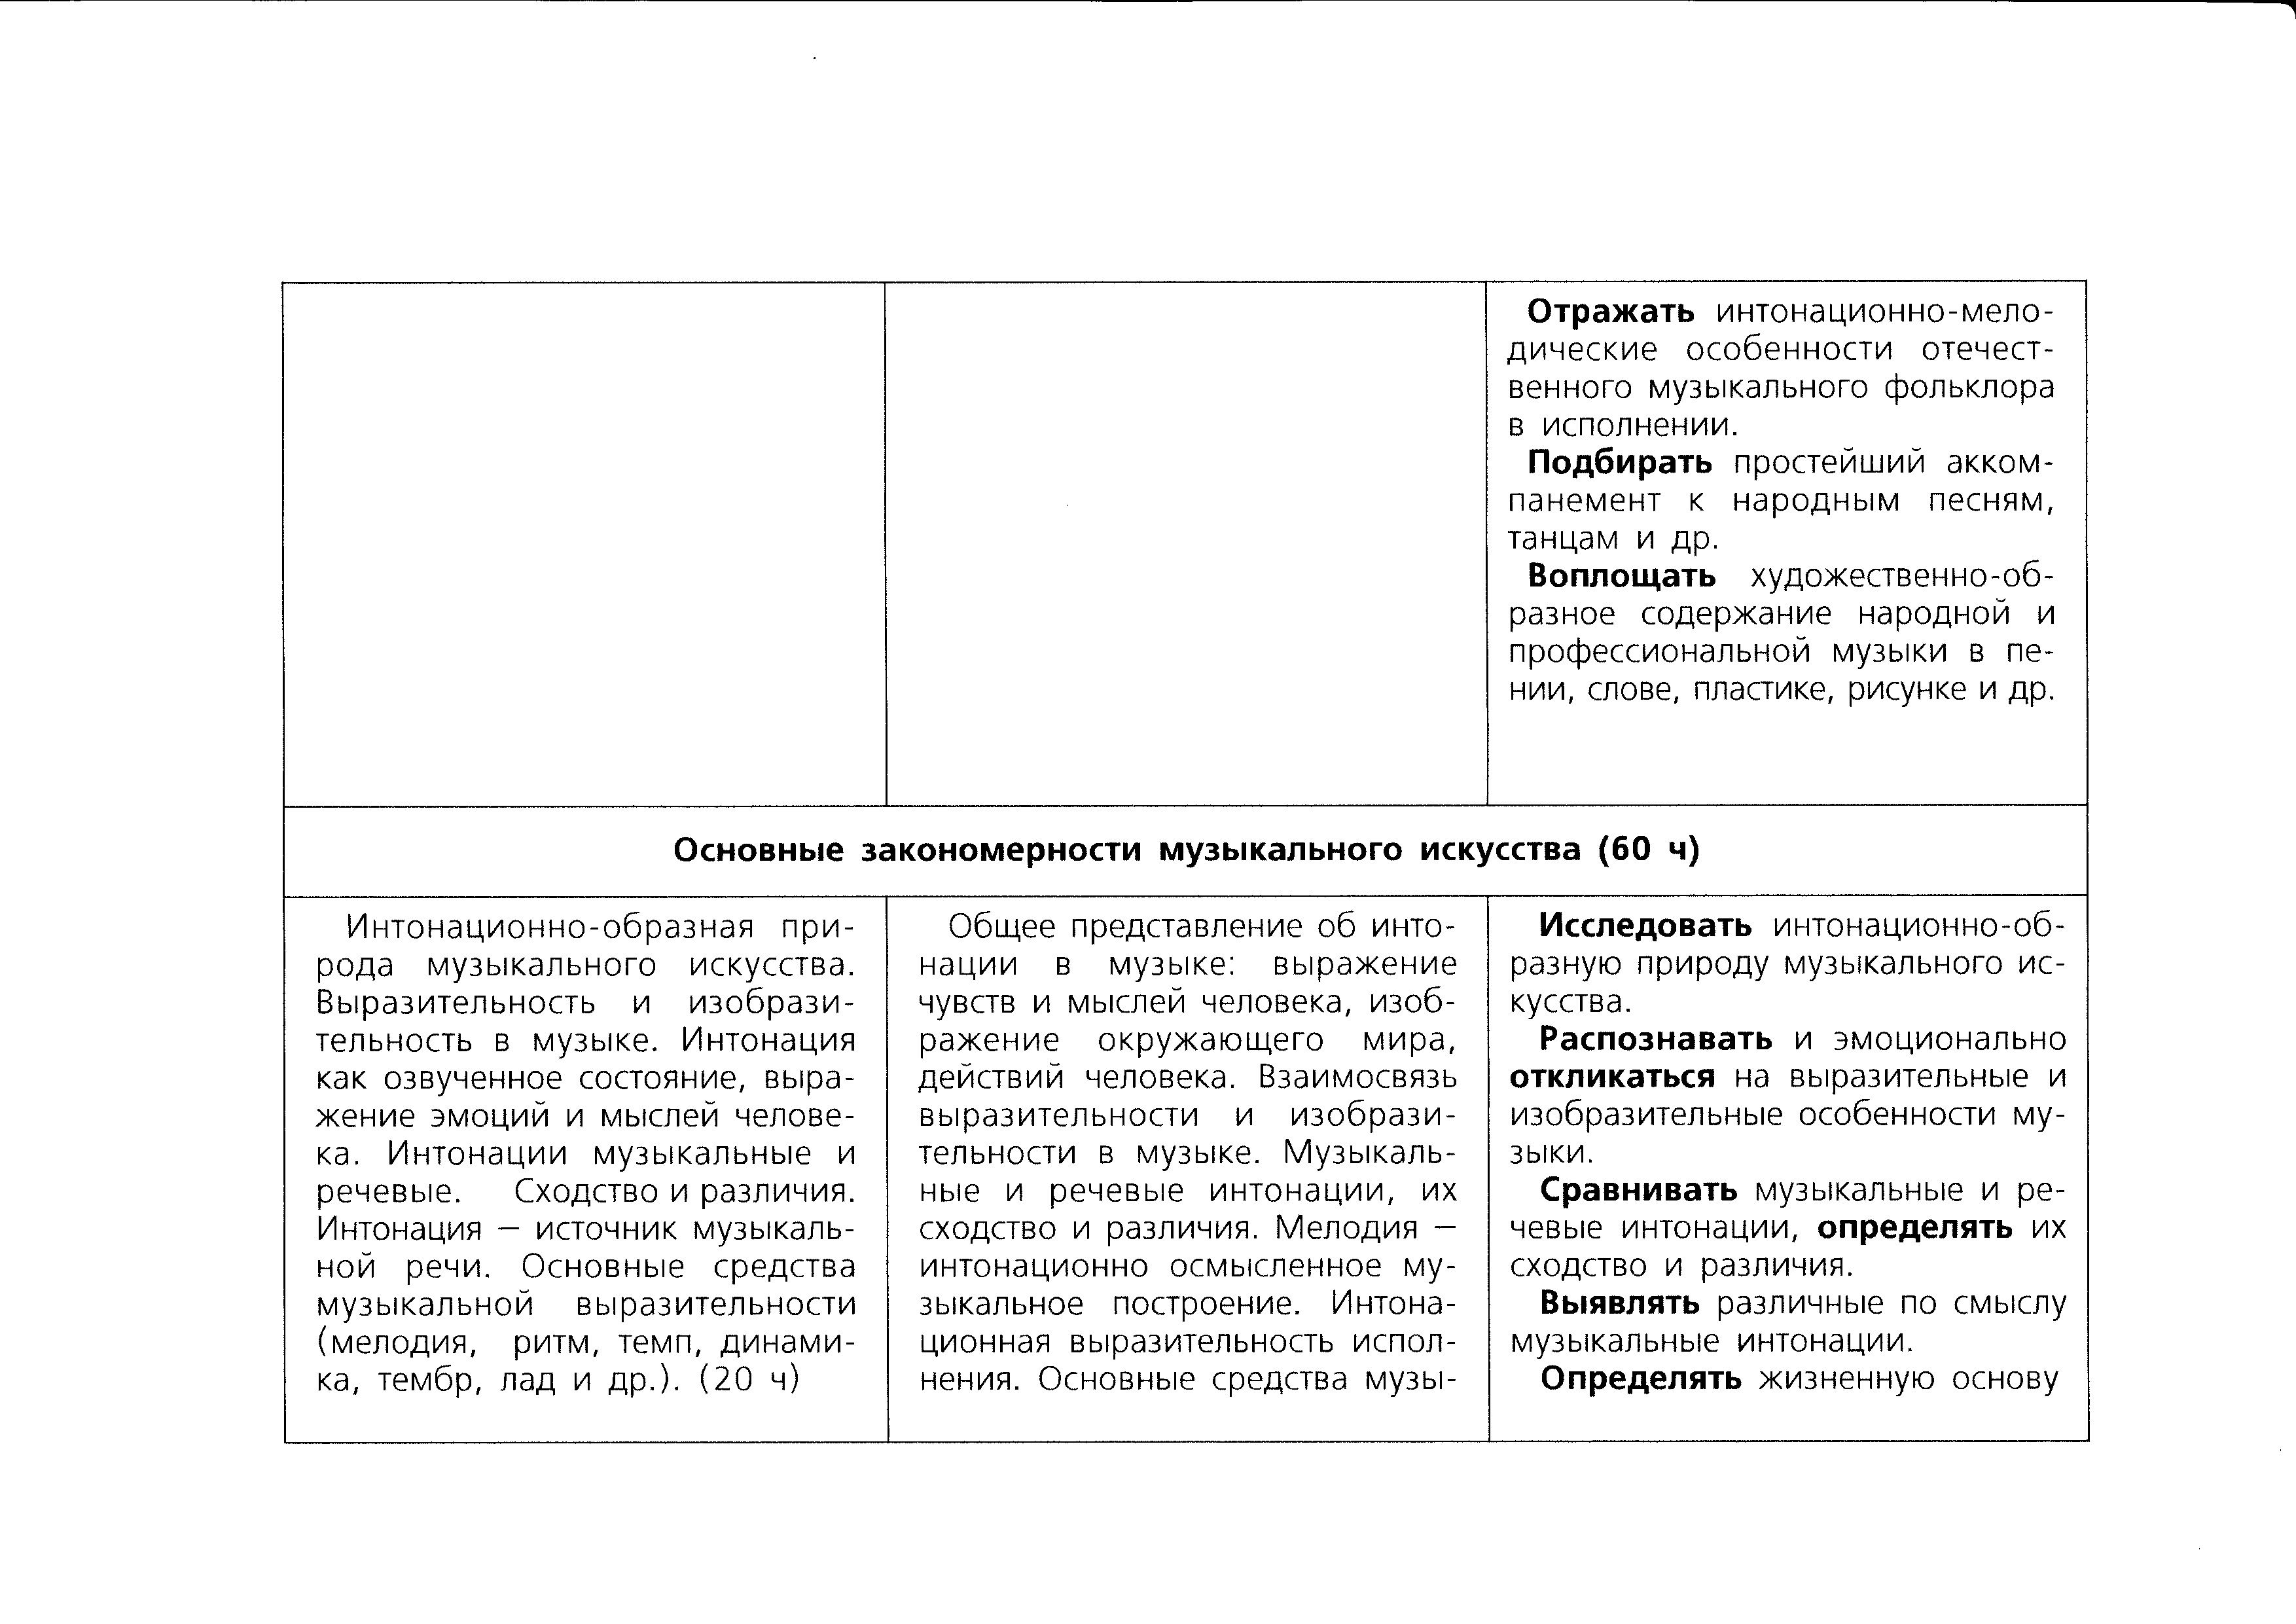 Отражать интонационно-мело-
дические особенности отечест-
венного музыкального фольклора
в исполнении.
Подбирать простейший акком-
панемент к народным песням,
танцам и др.
Воплощать художественно-об-
разное содержание народной и
профессиональной музыки в пе-
нии, слове, пластике, рисунке и др.
Основные закономерности музыкального искусства (60 ч)
Интонационно-образная при-
рода музыкального искусства.
Выразительность и изобрази-
тельность в музыке. Интонация
как озвученное состояние, выра-
жение эмоций и мыслей челове-
ка. Интонации музыкальные и
речевые. Сходство и различия.
Интонация — источник музыкаль-
ной речи. Основные средства
музыкальной выразительности
(мелодия, ритм, темп, динами-
ка, тембр, лад и др.). (20 ч)
Общее представление об инто-
нации в музыке: выражение
чувств и мыслей человека, изоб-
ражение окружающего мира,
действий человека. Взаимосвязь
выразительности и изобрази-
тельности в музыке. Музыкаль-
ные и речевые интонации, их
сходство и различия. Мелодия —
интонационно осмысленное му-
зыкальное построение. Интона-
ционная выразительность испол-
нения. Основные средства музы-
Исследовать интонационно-об-
разную природу музыкального ис-
кусства.
Распознавать и эмоционально
откликаться на выразительные и
изобразительные особенности му-
зыки.
Сравнивать музыкальные и ре-
чевые интонации, определять их
сходство и различия.
Выявлять различные по смыслу
музыкальные интонации.
Определять жизненную основу